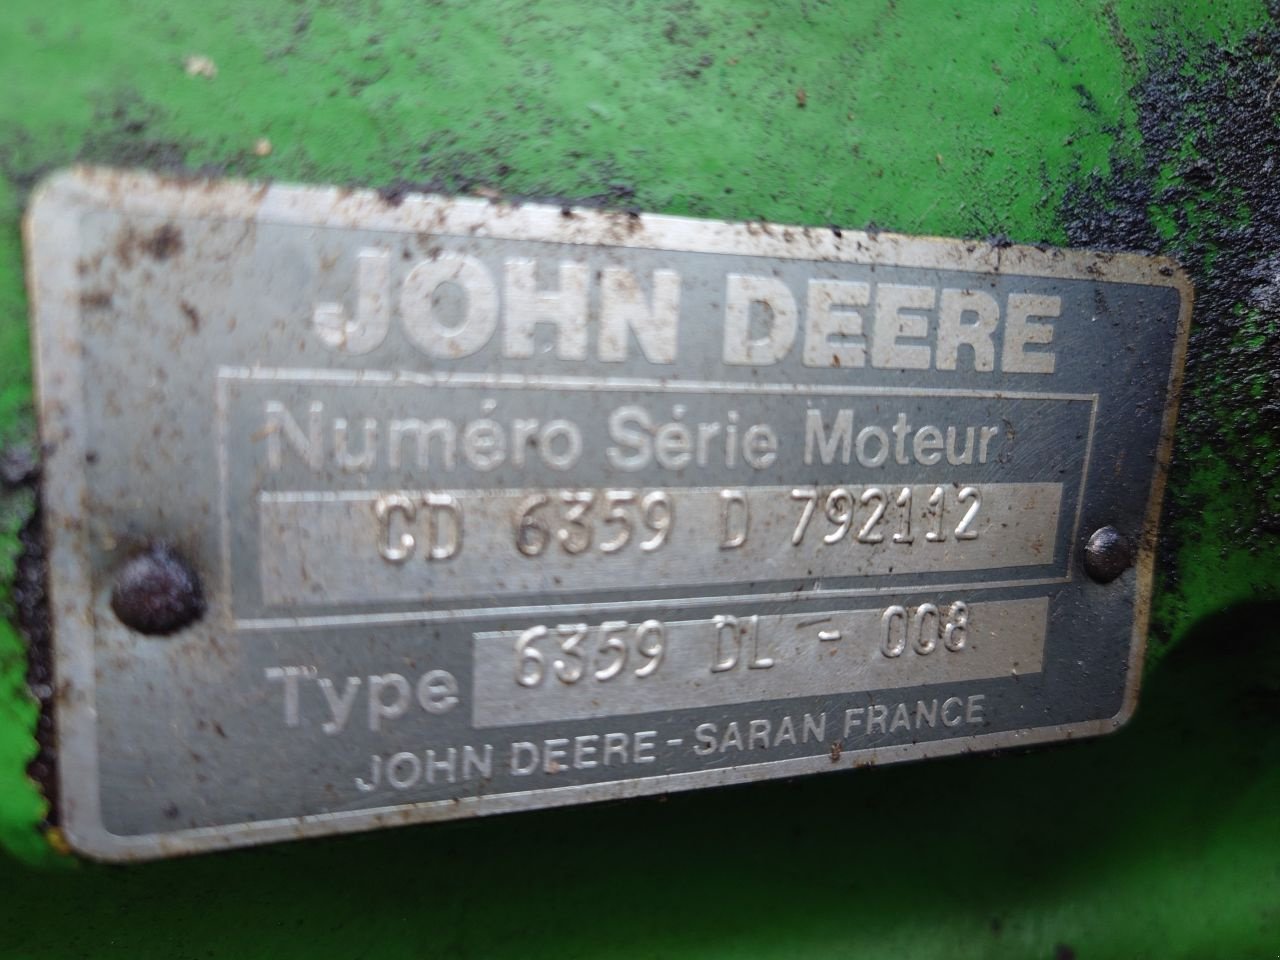 JOHN DEERE
Numéro Série Moteur
CD 6359 D 792112
Type 6359 DL - 008
JOHN DEERE - SARAN FRANCE